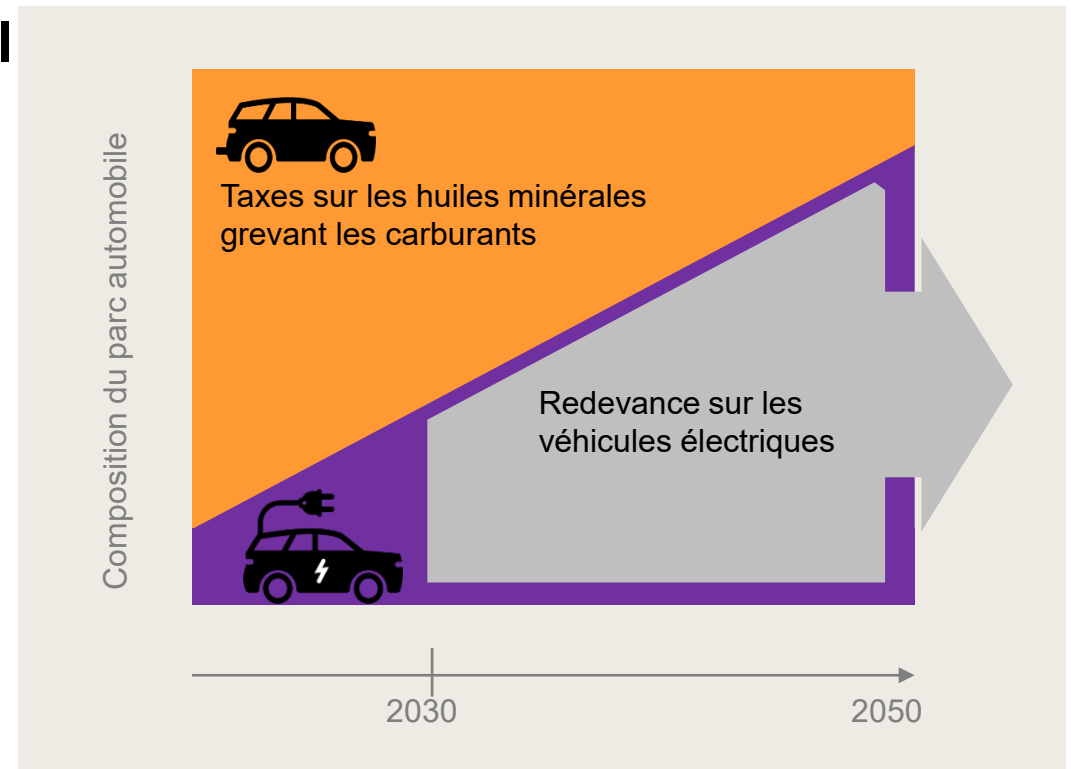 Composition du parc automobile
Taxes sur les huiles minérales
grevant les carburants
Redevance sur les
véhicules électriques
2030
2050